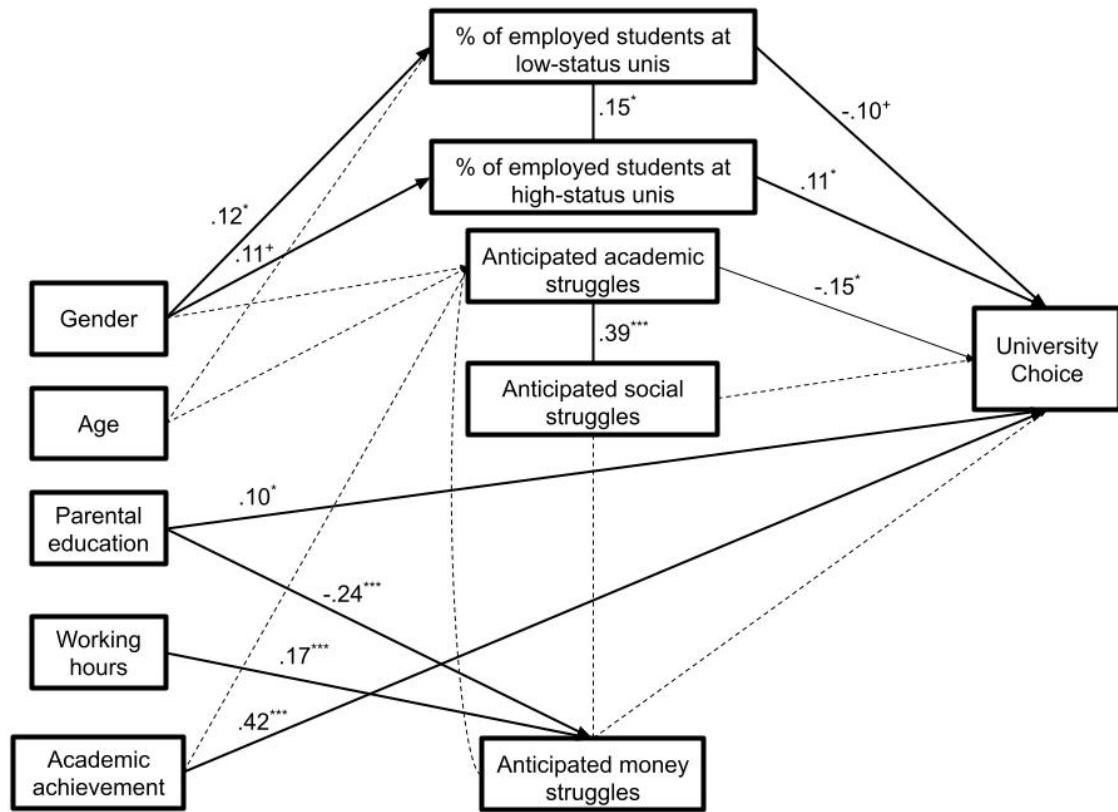 % of employed students at
low-status unis
.15*
-.10⁺
% of employed students at
high-status unis
.11*
.12*
.11⁺
Gender
Anticipated academic
struggles
-.15*
.39***
University
Choice
Age
Anticipated social
struggles
Parental
education
.10*
-.24***
Working
hours
.17***
.42***
Academic
achievement
Anticipated money
struggles